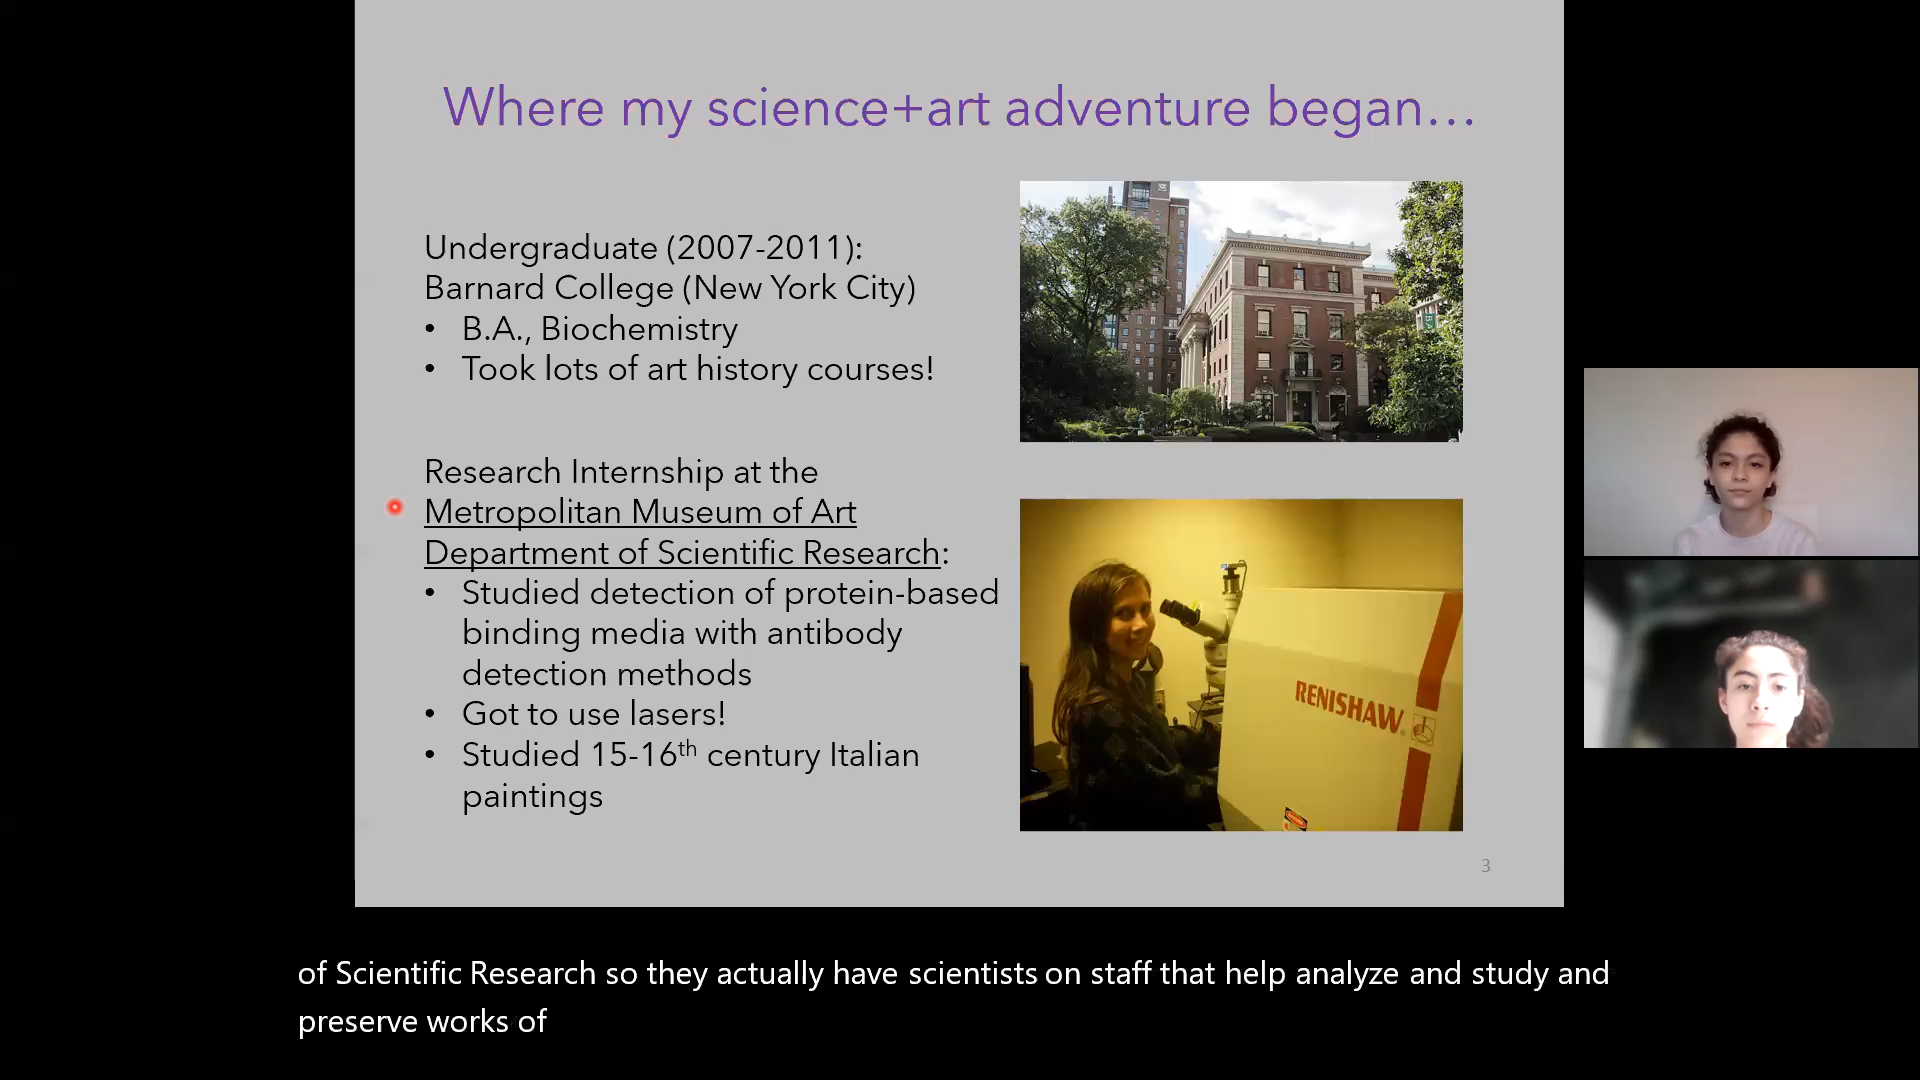 Where my science+art adventure began…
Undergraduate (2007-2011):
Barnard College (New York City)
• B.A., Biochemistry
• Took lots of art history courses!
Research Internship at the
Metropolitan Museum of Art
Department of Scientific Research:
• Studied detection of protein-based
binding media with antibody
detection methods
• Got to use lasers!
• Studied 15-16th century Italian
paintings
RENISHAW
3
of Scientific Research so they actually have scientists on staff that help analyze and study and
preserve works of